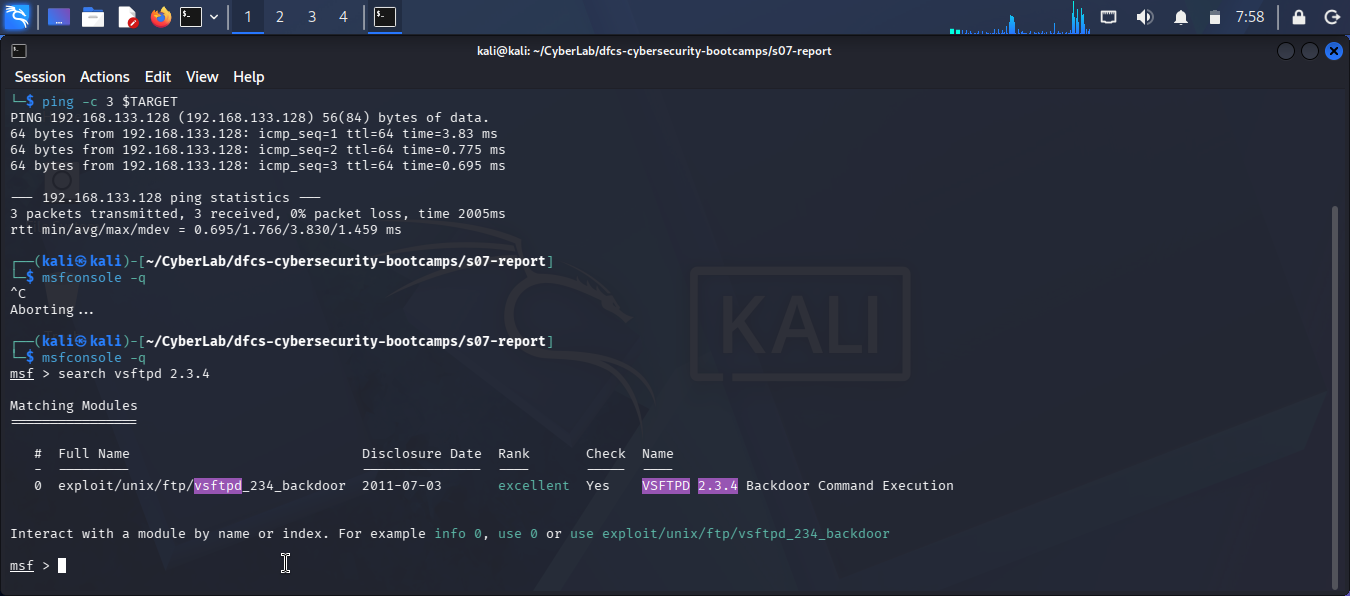 1 2 3 4 7:58
kali@kali: ~/CyberLab/dfcs-cybersecurity-bootcamps/s07-report
Session Actions Edit View Help
└─$ ping -c 3 $TARGET
PING 192.168.133.128 (192.168.133.128) 56(84) bytes of data.
64 bytes from 192.168.133.128: icmp_seq=1 ttl=64 time=3.83 ms
64 bytes from 192.168.133.128: icmp_seq=2 ttl=64 time=0.775 ms
64 bytes from 192.168.133.128: icmp_seq=3 ttl=64 time=0.695 ms
--- 192.168.133.128 ping statistics ---
3 packets transmitted, 3 received, 0% packet loss, time 2005ms
rtt min/avg/max/mdev = 0.695/1.766/3.830/1.459 ms
┌──(kali㉿kali)-[~/CyberLab/dfcs-cybersecurity-bootcamps/s07-report]
└─$ msfconsole -q
^C
Aborting...
┌──(kali㉿kali)-[~/CyberLab/dfcs-cybersecurity-bootcamps/s07-report]
└─$ msfconsole -q
msf > search vsftpd 2.3.4
Matching Modules
================
# Full Name Disclosure Date Rank Check Name
- --------- --------------- ---- ----- ----
0 exploit/unix/ftp/vsftpd_234_backdoor 2011-07-03 excellent Yes VSFTPD 2.3.4 Backdoor Command Execution
Interact with a module by name or index. For example info 0, use 0 or use exploit/unix/ftp/vsftpd_234_backdoor
msf >
KALI